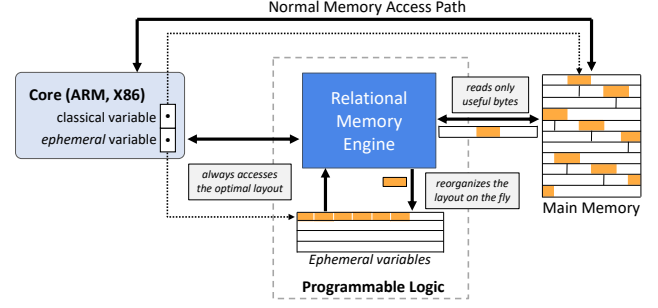 Normal Memory Access Path
Core (ARM, X86)
classical variable
ephemeral variable
Relational
Memory
Engine
reads only
useful bytes
always accesses
the optimal layout
reorganizes the
layout on the fly
Main Memory
Ephemeral variables
Programmable Logic